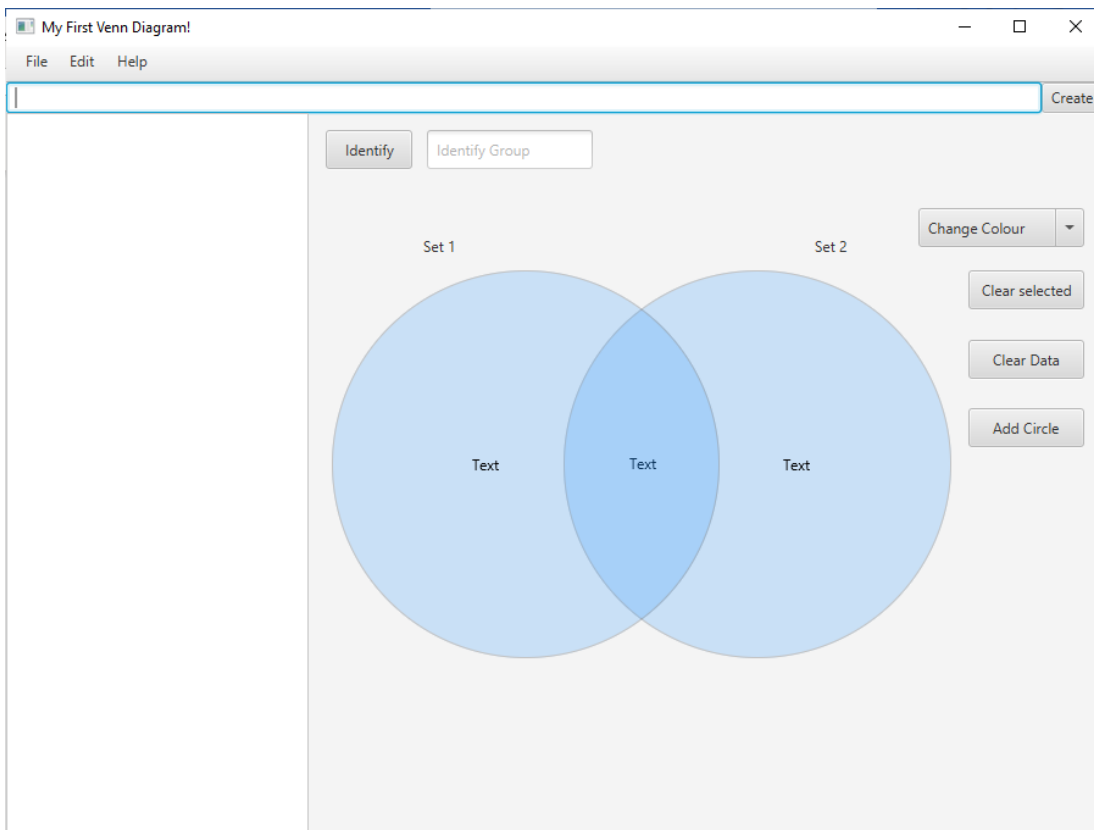 My First Venn Diagram!
File Edit Help
Create
Identify Identify Group
Change Colour
Set 1 Set 2
Clear selected
Clear Data
Add Circle
Text Text Text